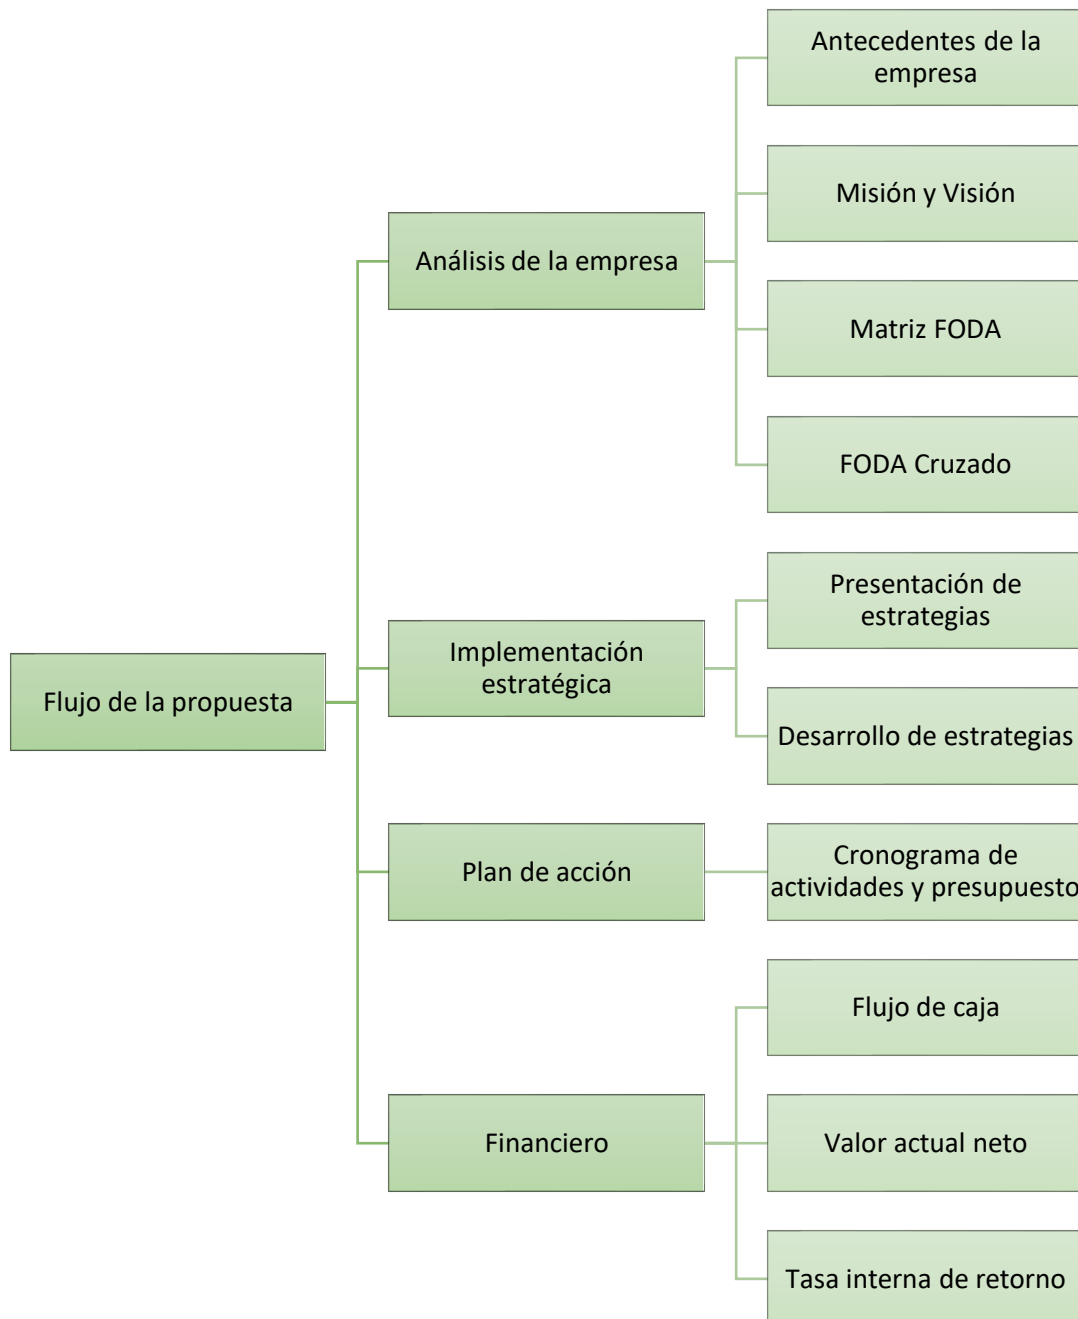 Flujo de la propuesta
Análisis de la empresa
Antecedentes de la
empresa
Misión y Visión
Matriz FODA
FODA Cruzado
Implementación
estratégica
Presentación de
estrategias
Desarrollo de estrategias
Plan de acción
Cronograma de
actividades y presupuesto
Financiero
Flujo de caja
Valor actual neto
Tasa interna de retorno